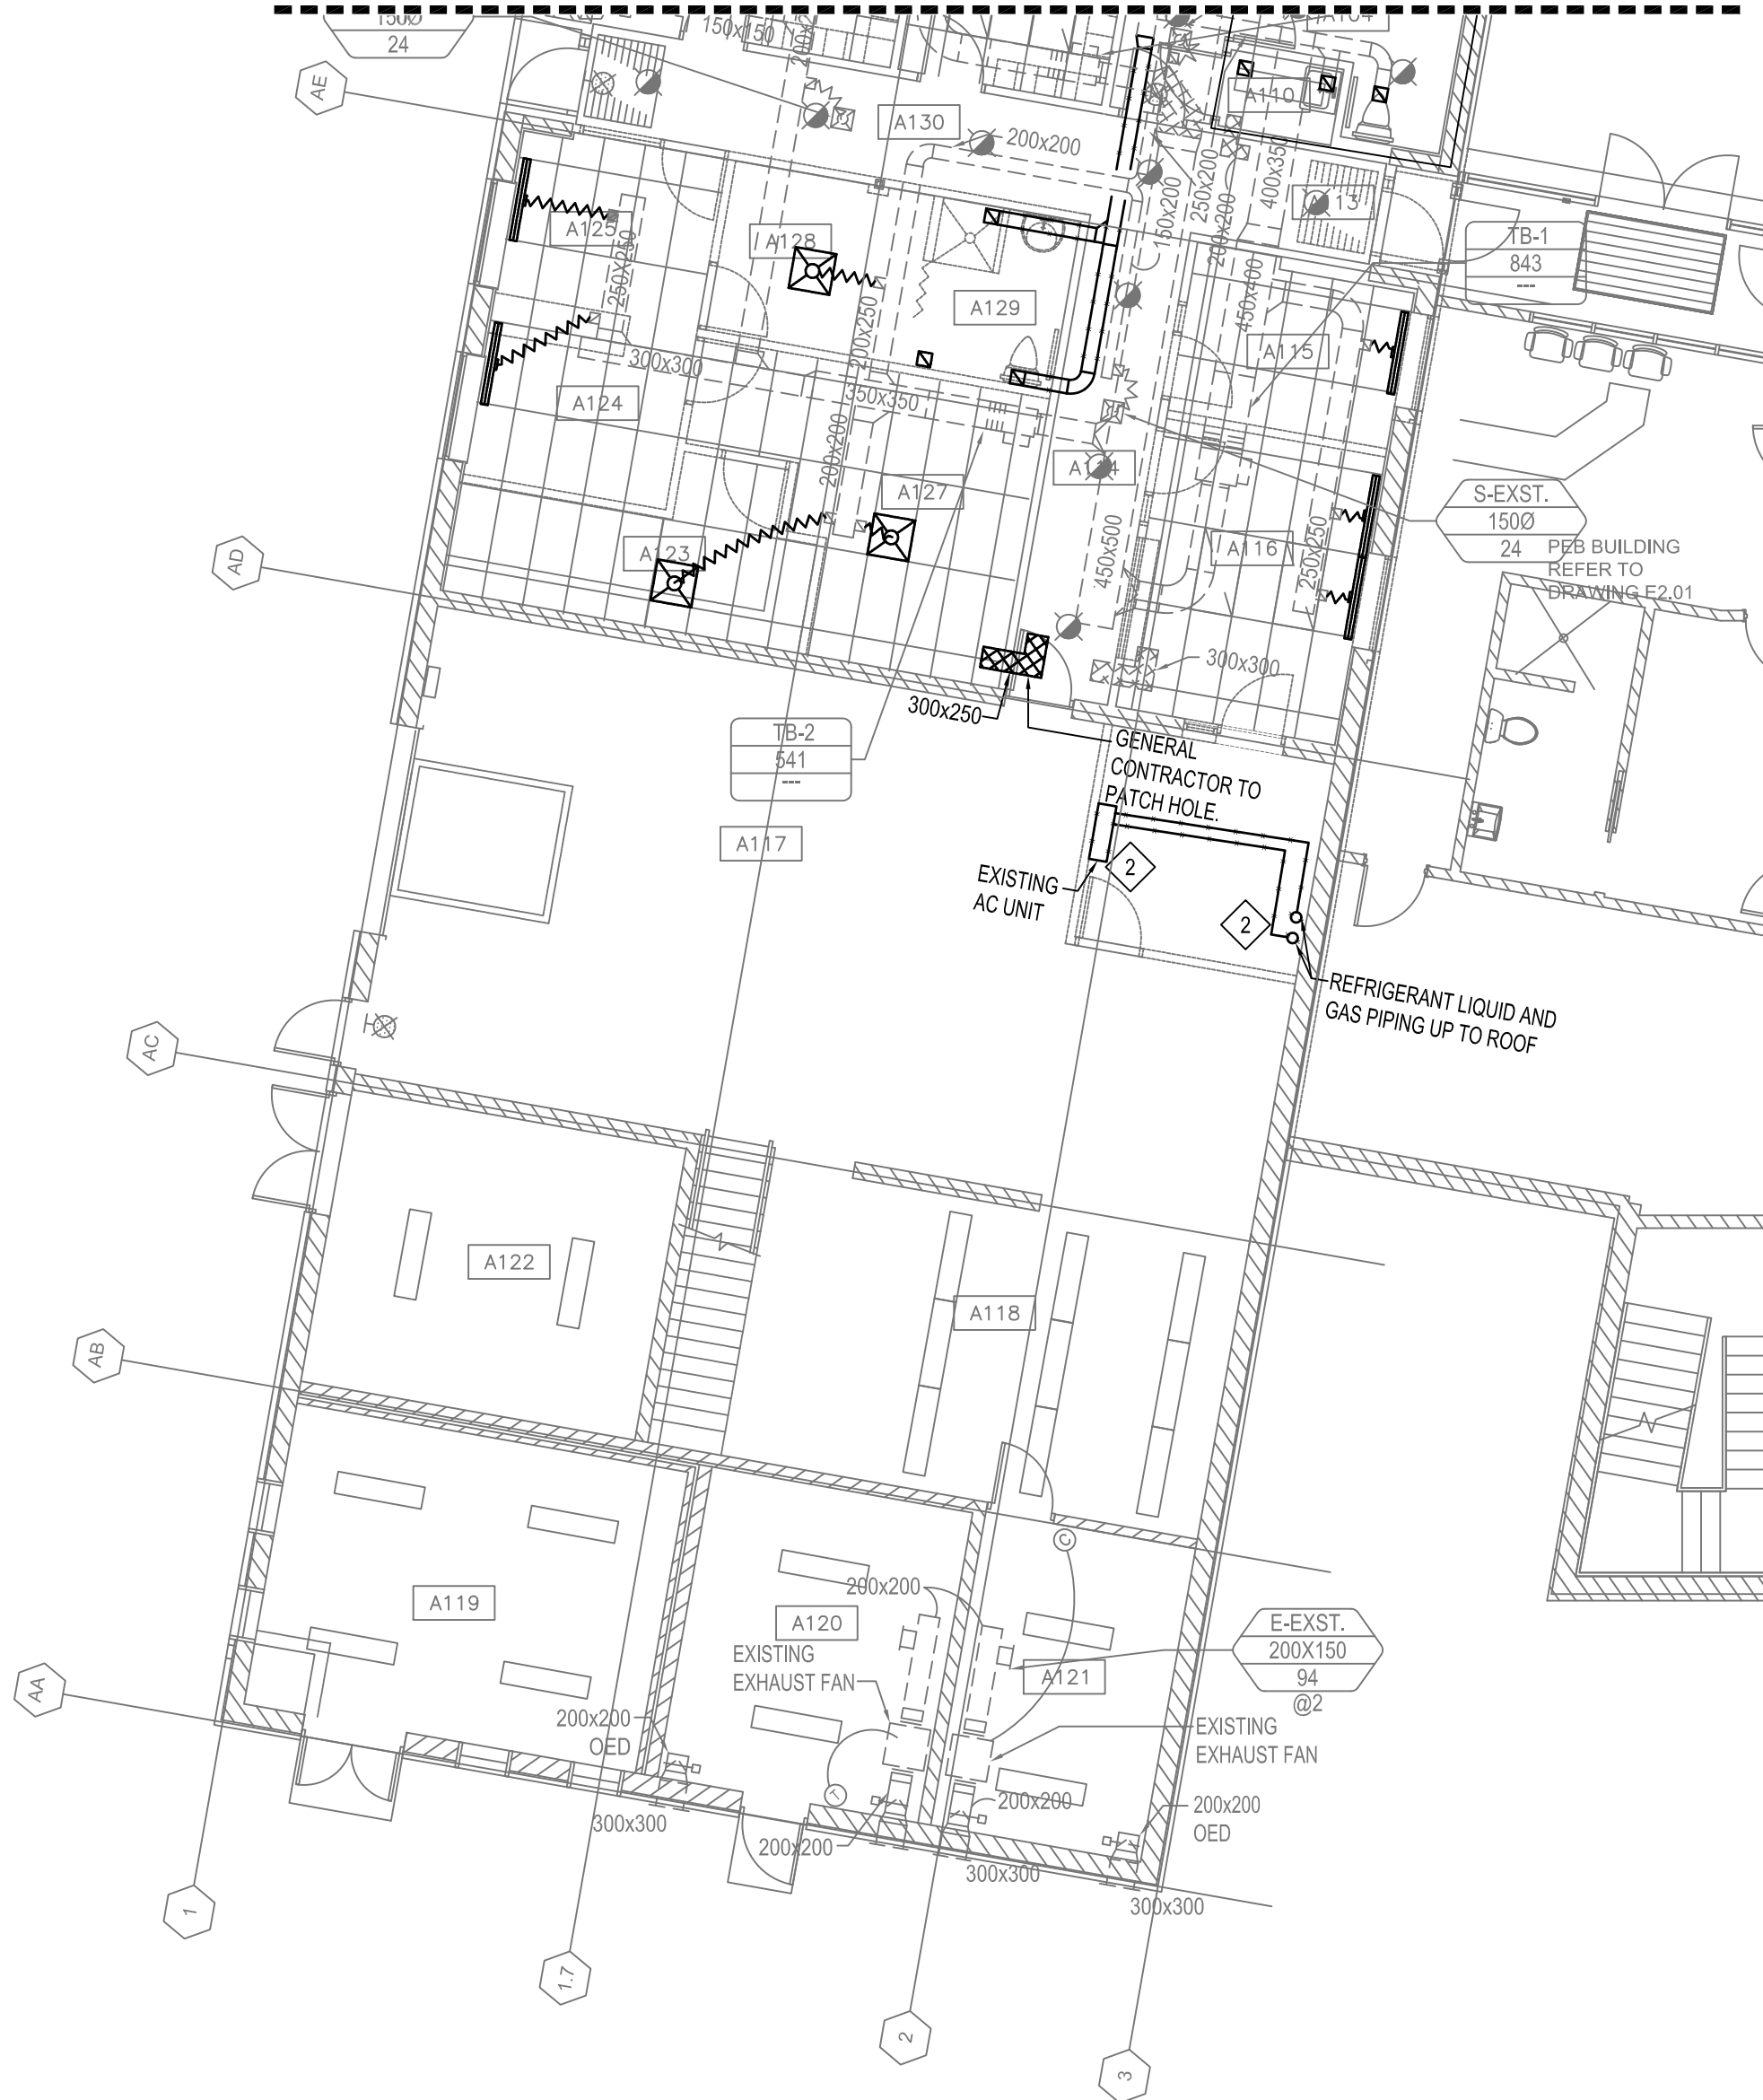 150Ø
24
150x150
AE
A130
200x200
A110
A113
400x350
250x200
200x200
150x200
TB-1
843
---
A125
250X250
A128
A129
200x250
450x400
A115
300x300
A124
350x350
200x200
A127
A114
S-EXST.
150Ø
24
PEB BUILDING
REFER TO
DRAWING E2.01
AD
A123
450x500
A116
250x250
300x300
300x250
TB-2
541
---
GENERAL
CONTRACTOR TO
PATCH HOLE.
A117
EXISTING
AC UNIT
2
2
REFRIGERANT LIQUID AND
GAS PIPING UP TO ROOF
AC
A122
A118
AB
C
A119
200x200
A120
EXISTING
EXHAUST FAN
E-EXST.
200X150
94
@2
A121
AA
200x200
OED
EXISTING
EXHAUST FAN
T
200x200
200x200
OED
300x300
200x200
300x300
300x300
1
1.7
2
3